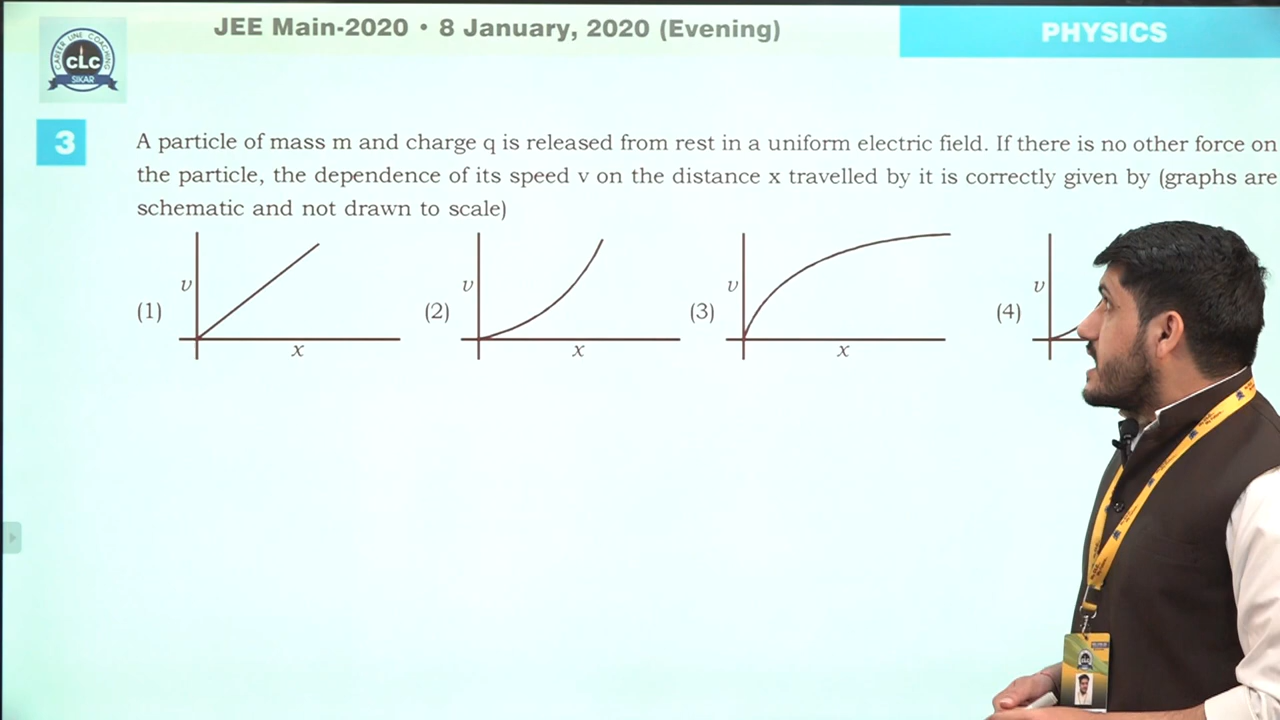 JEE Main-2020 • 8 January, 2020 (Evening)
PHYSICS
CAREER LINE COACHING
CLC
SIKAR
3
A particle of mass m and charge q is released from rest in a uniform electric field. If there is no other force on
the particle, the dependence of its speed v on the distance x travelled by it is correctly given by (graphs are
schematic and not drawn to scale)
(1) υ x
(2) υ x
(3) υ x
(4) υ